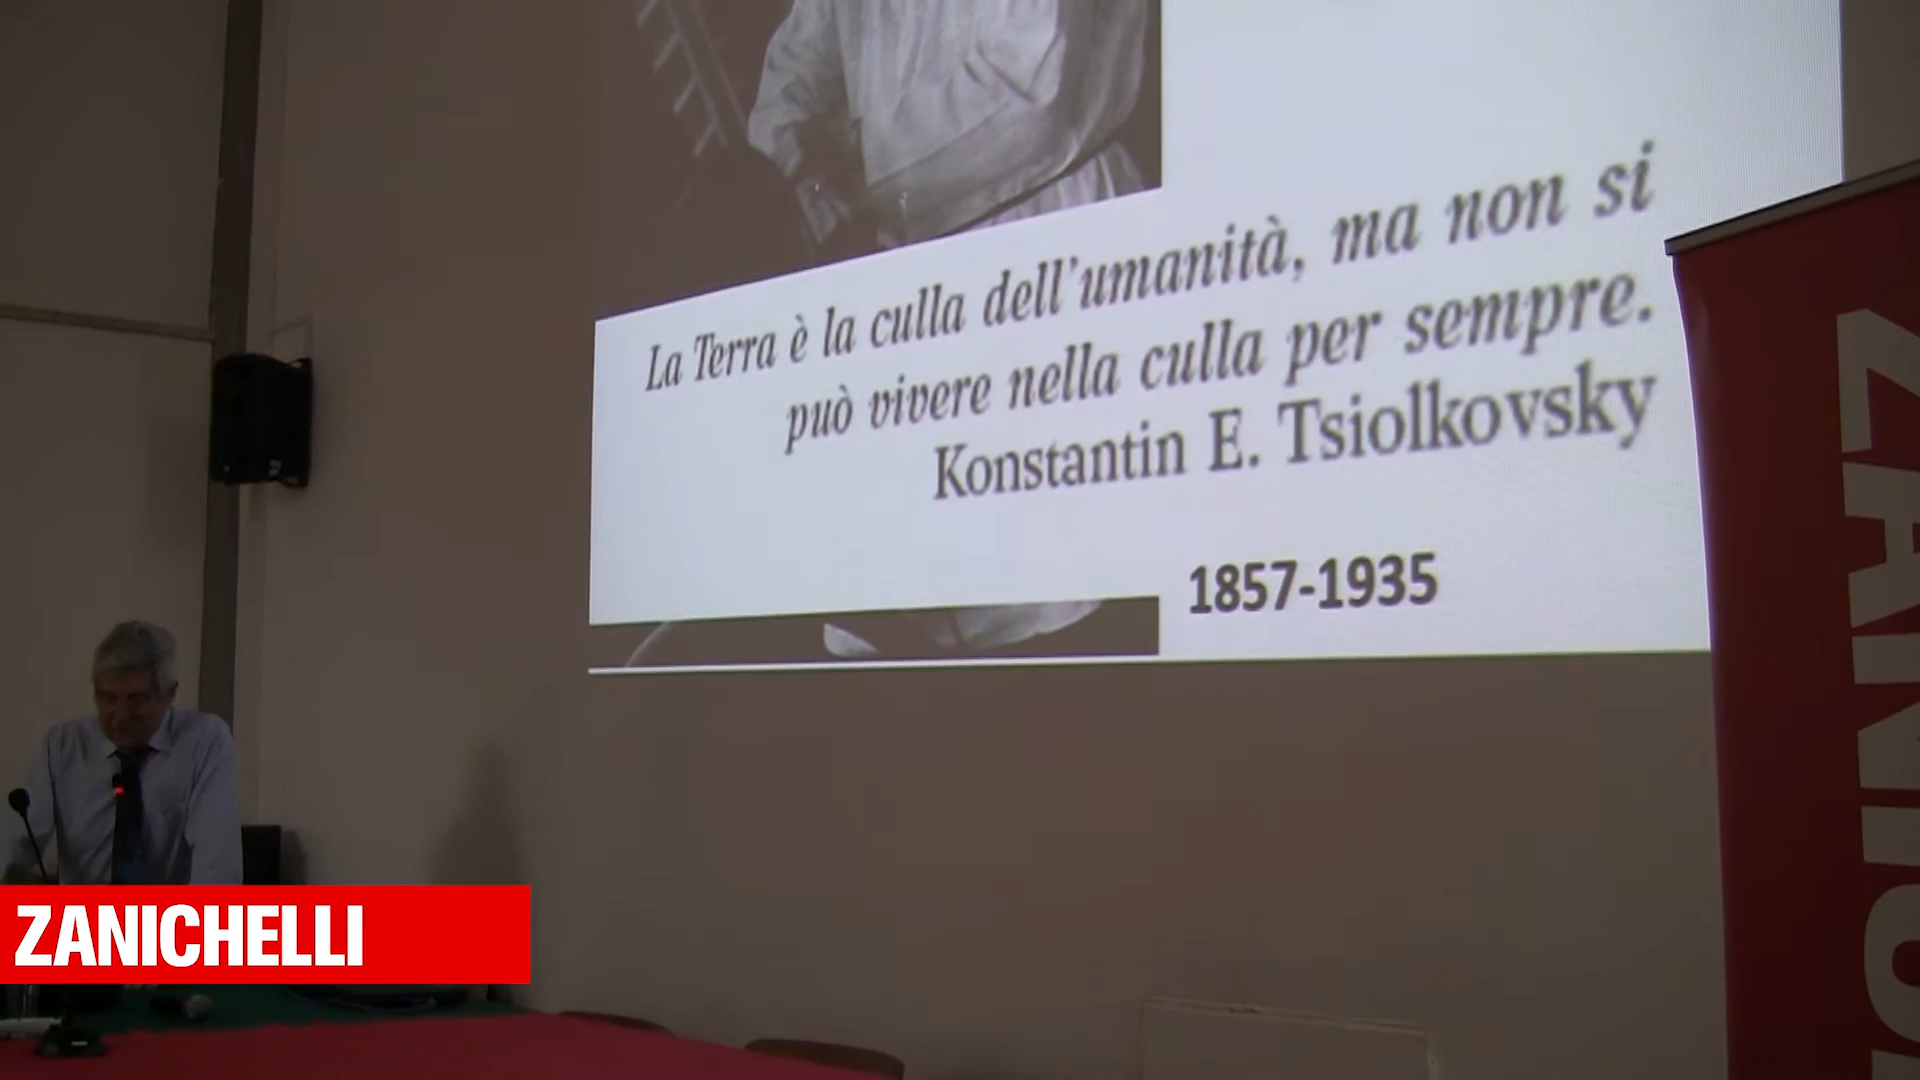 La Terra è la culla dell'umanità, ma non si
può vivere nella culla per sempre.
Konstantin E. Tsiolkovsky
1857-1935
ZANICHELLI